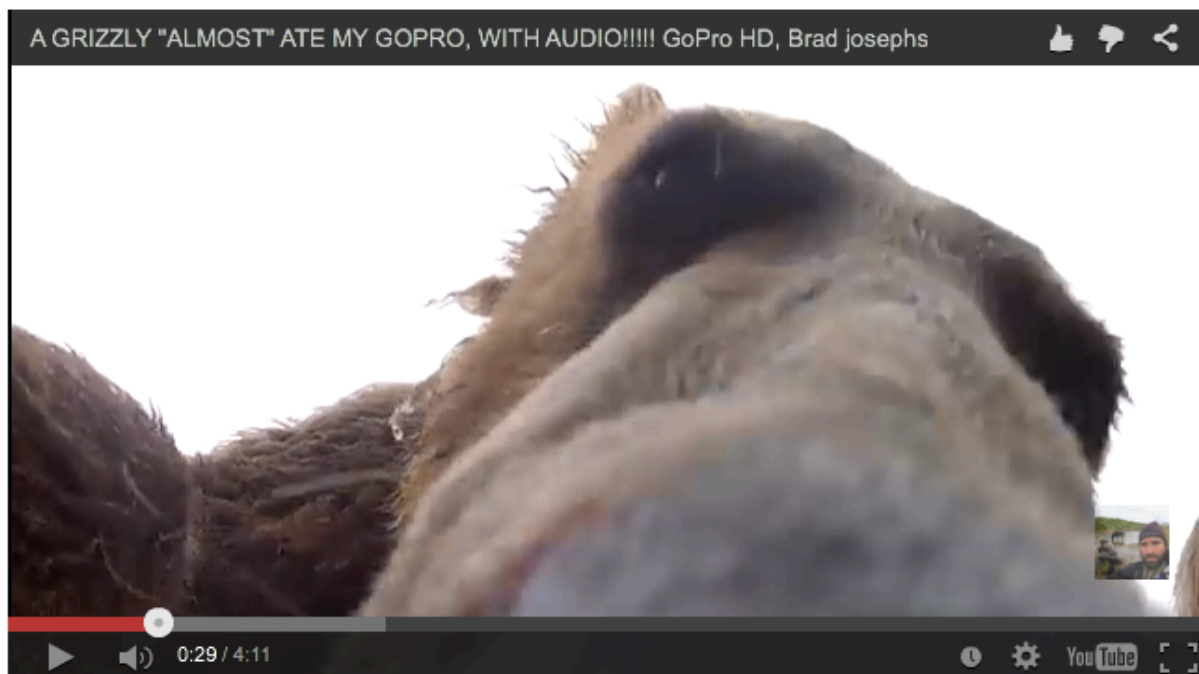 A GRIZZLY "ALMOST" ATE MY GOPRO, WITH AUDIO!!!!! GoPro HD, Brad josephs
0:29 / 4:11
YouTube